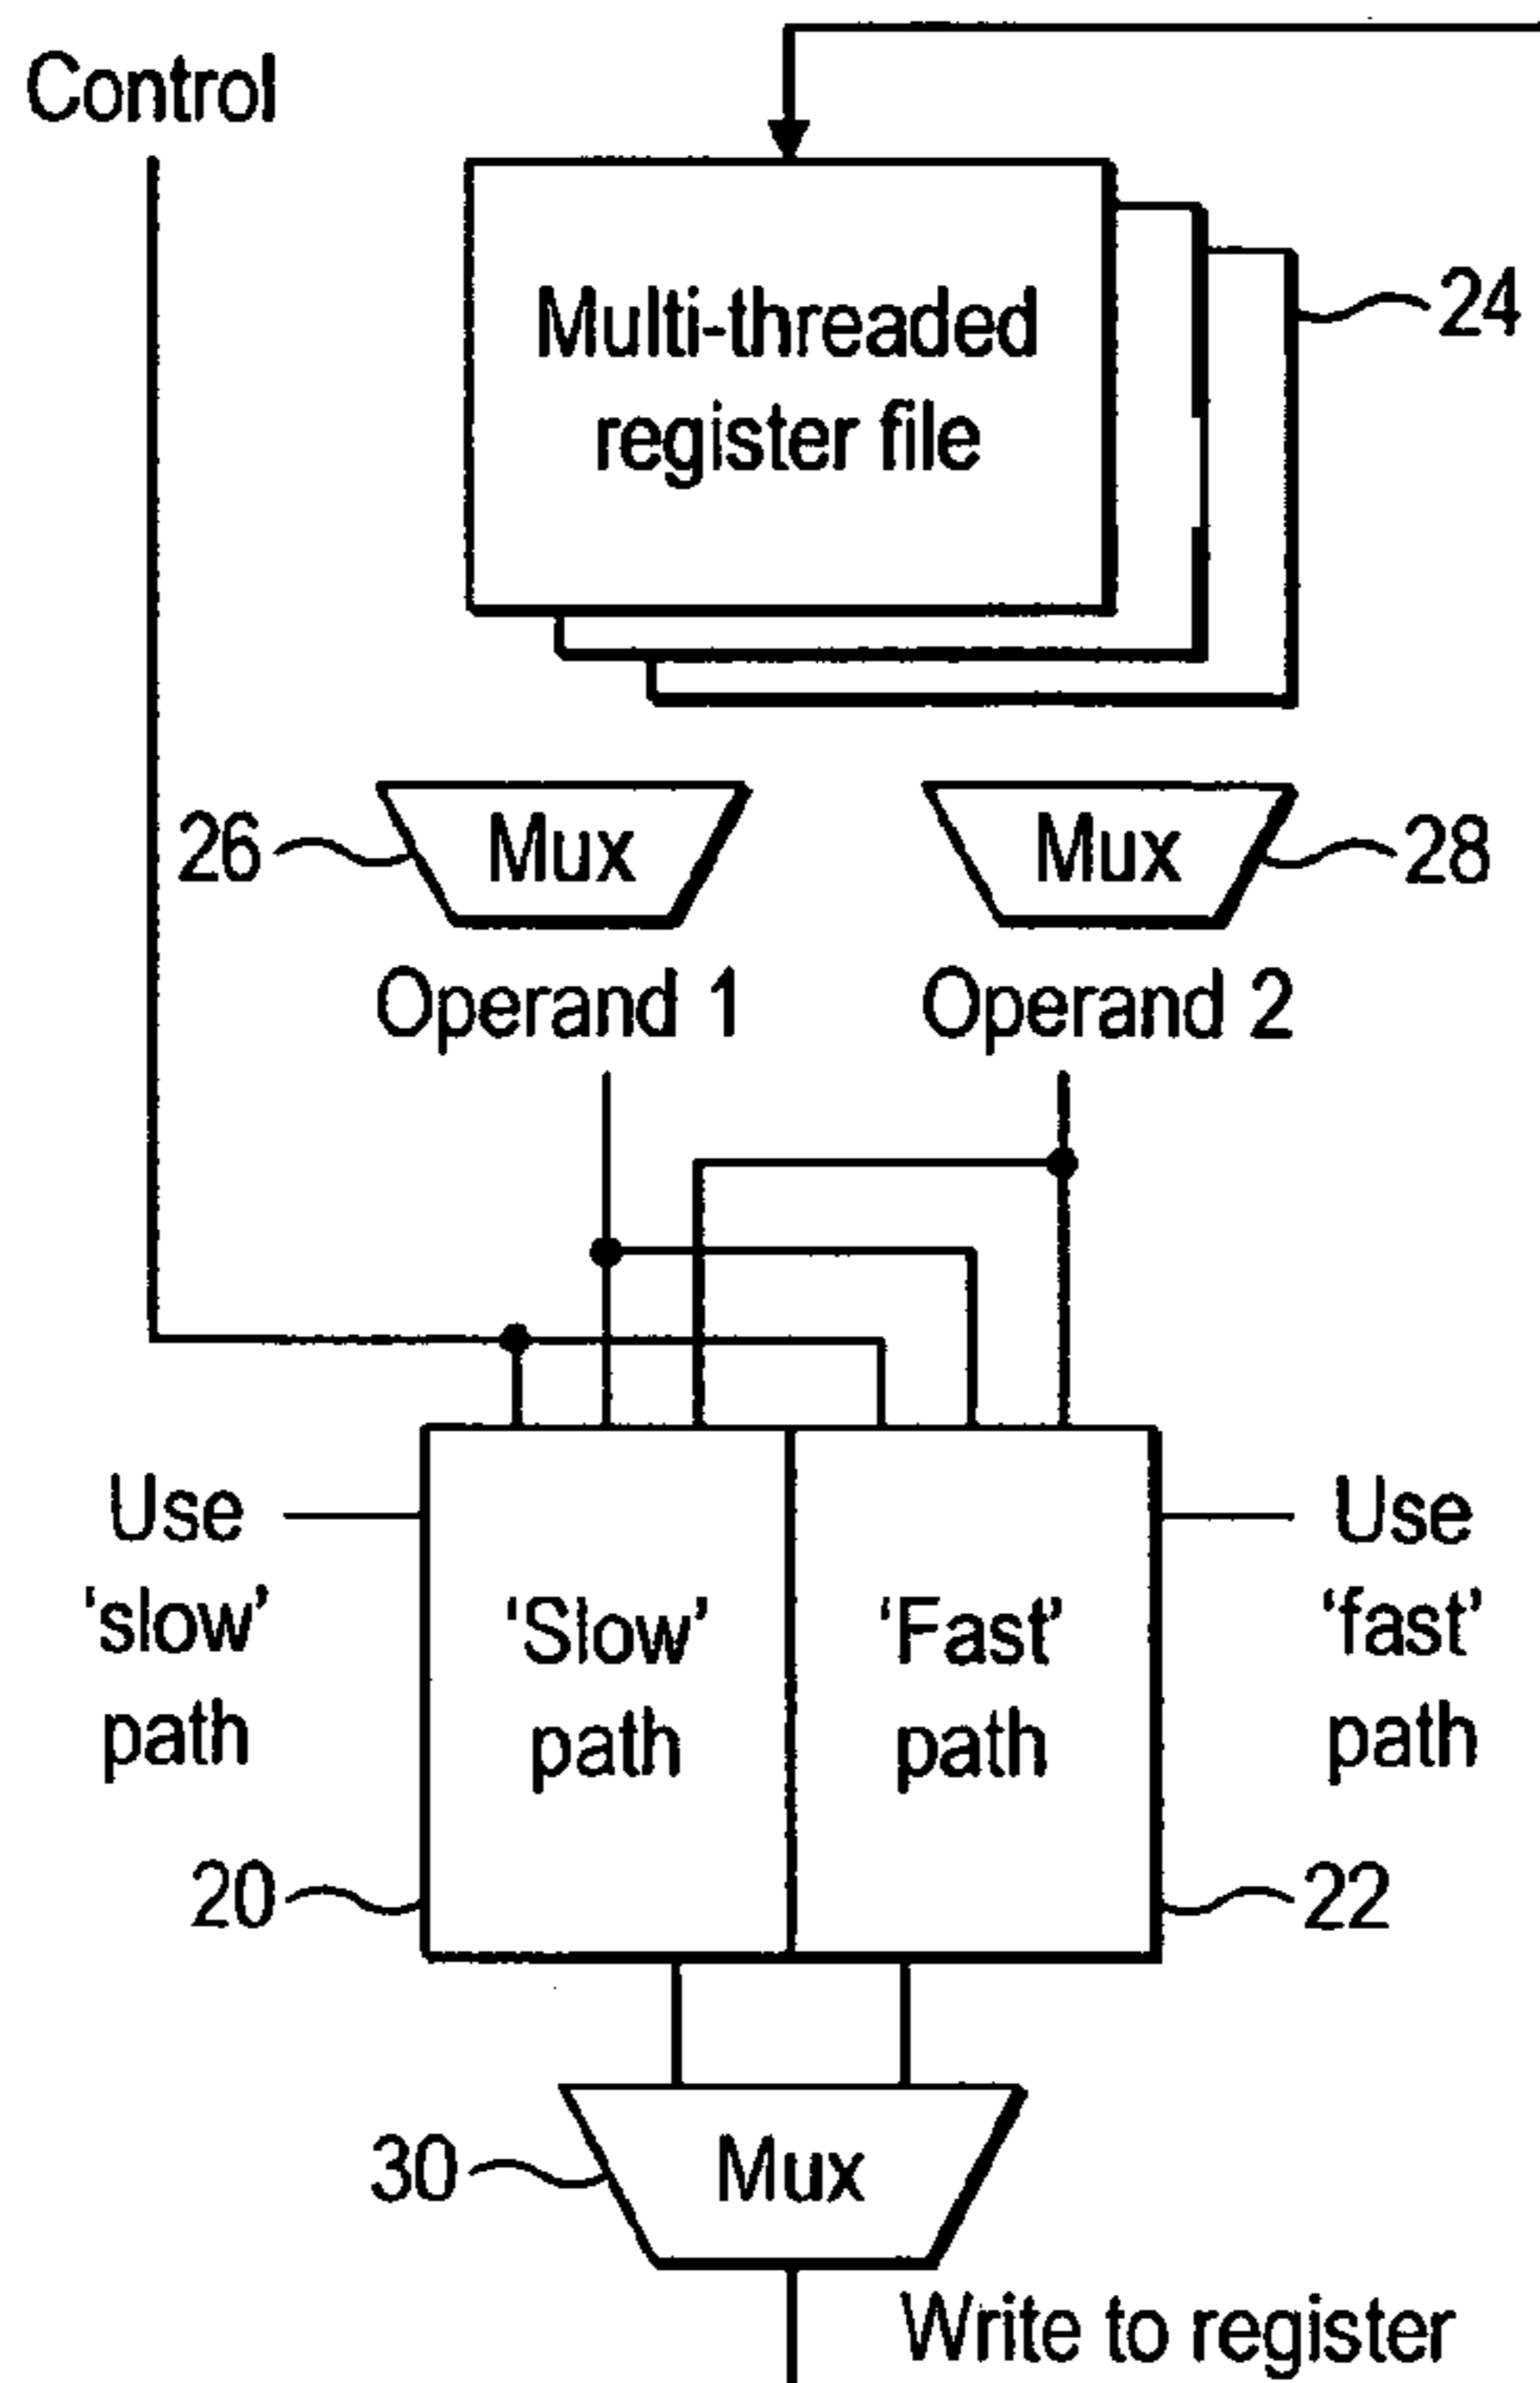 Control
Multi-threaded
register file
24
26
Mux
Mux
28
Operand 1
Operand 2
Use
'slow'
path
'Slow'
path
'Fast'
path
Use
'fast'
path
20
22
30
Mux
Write to register